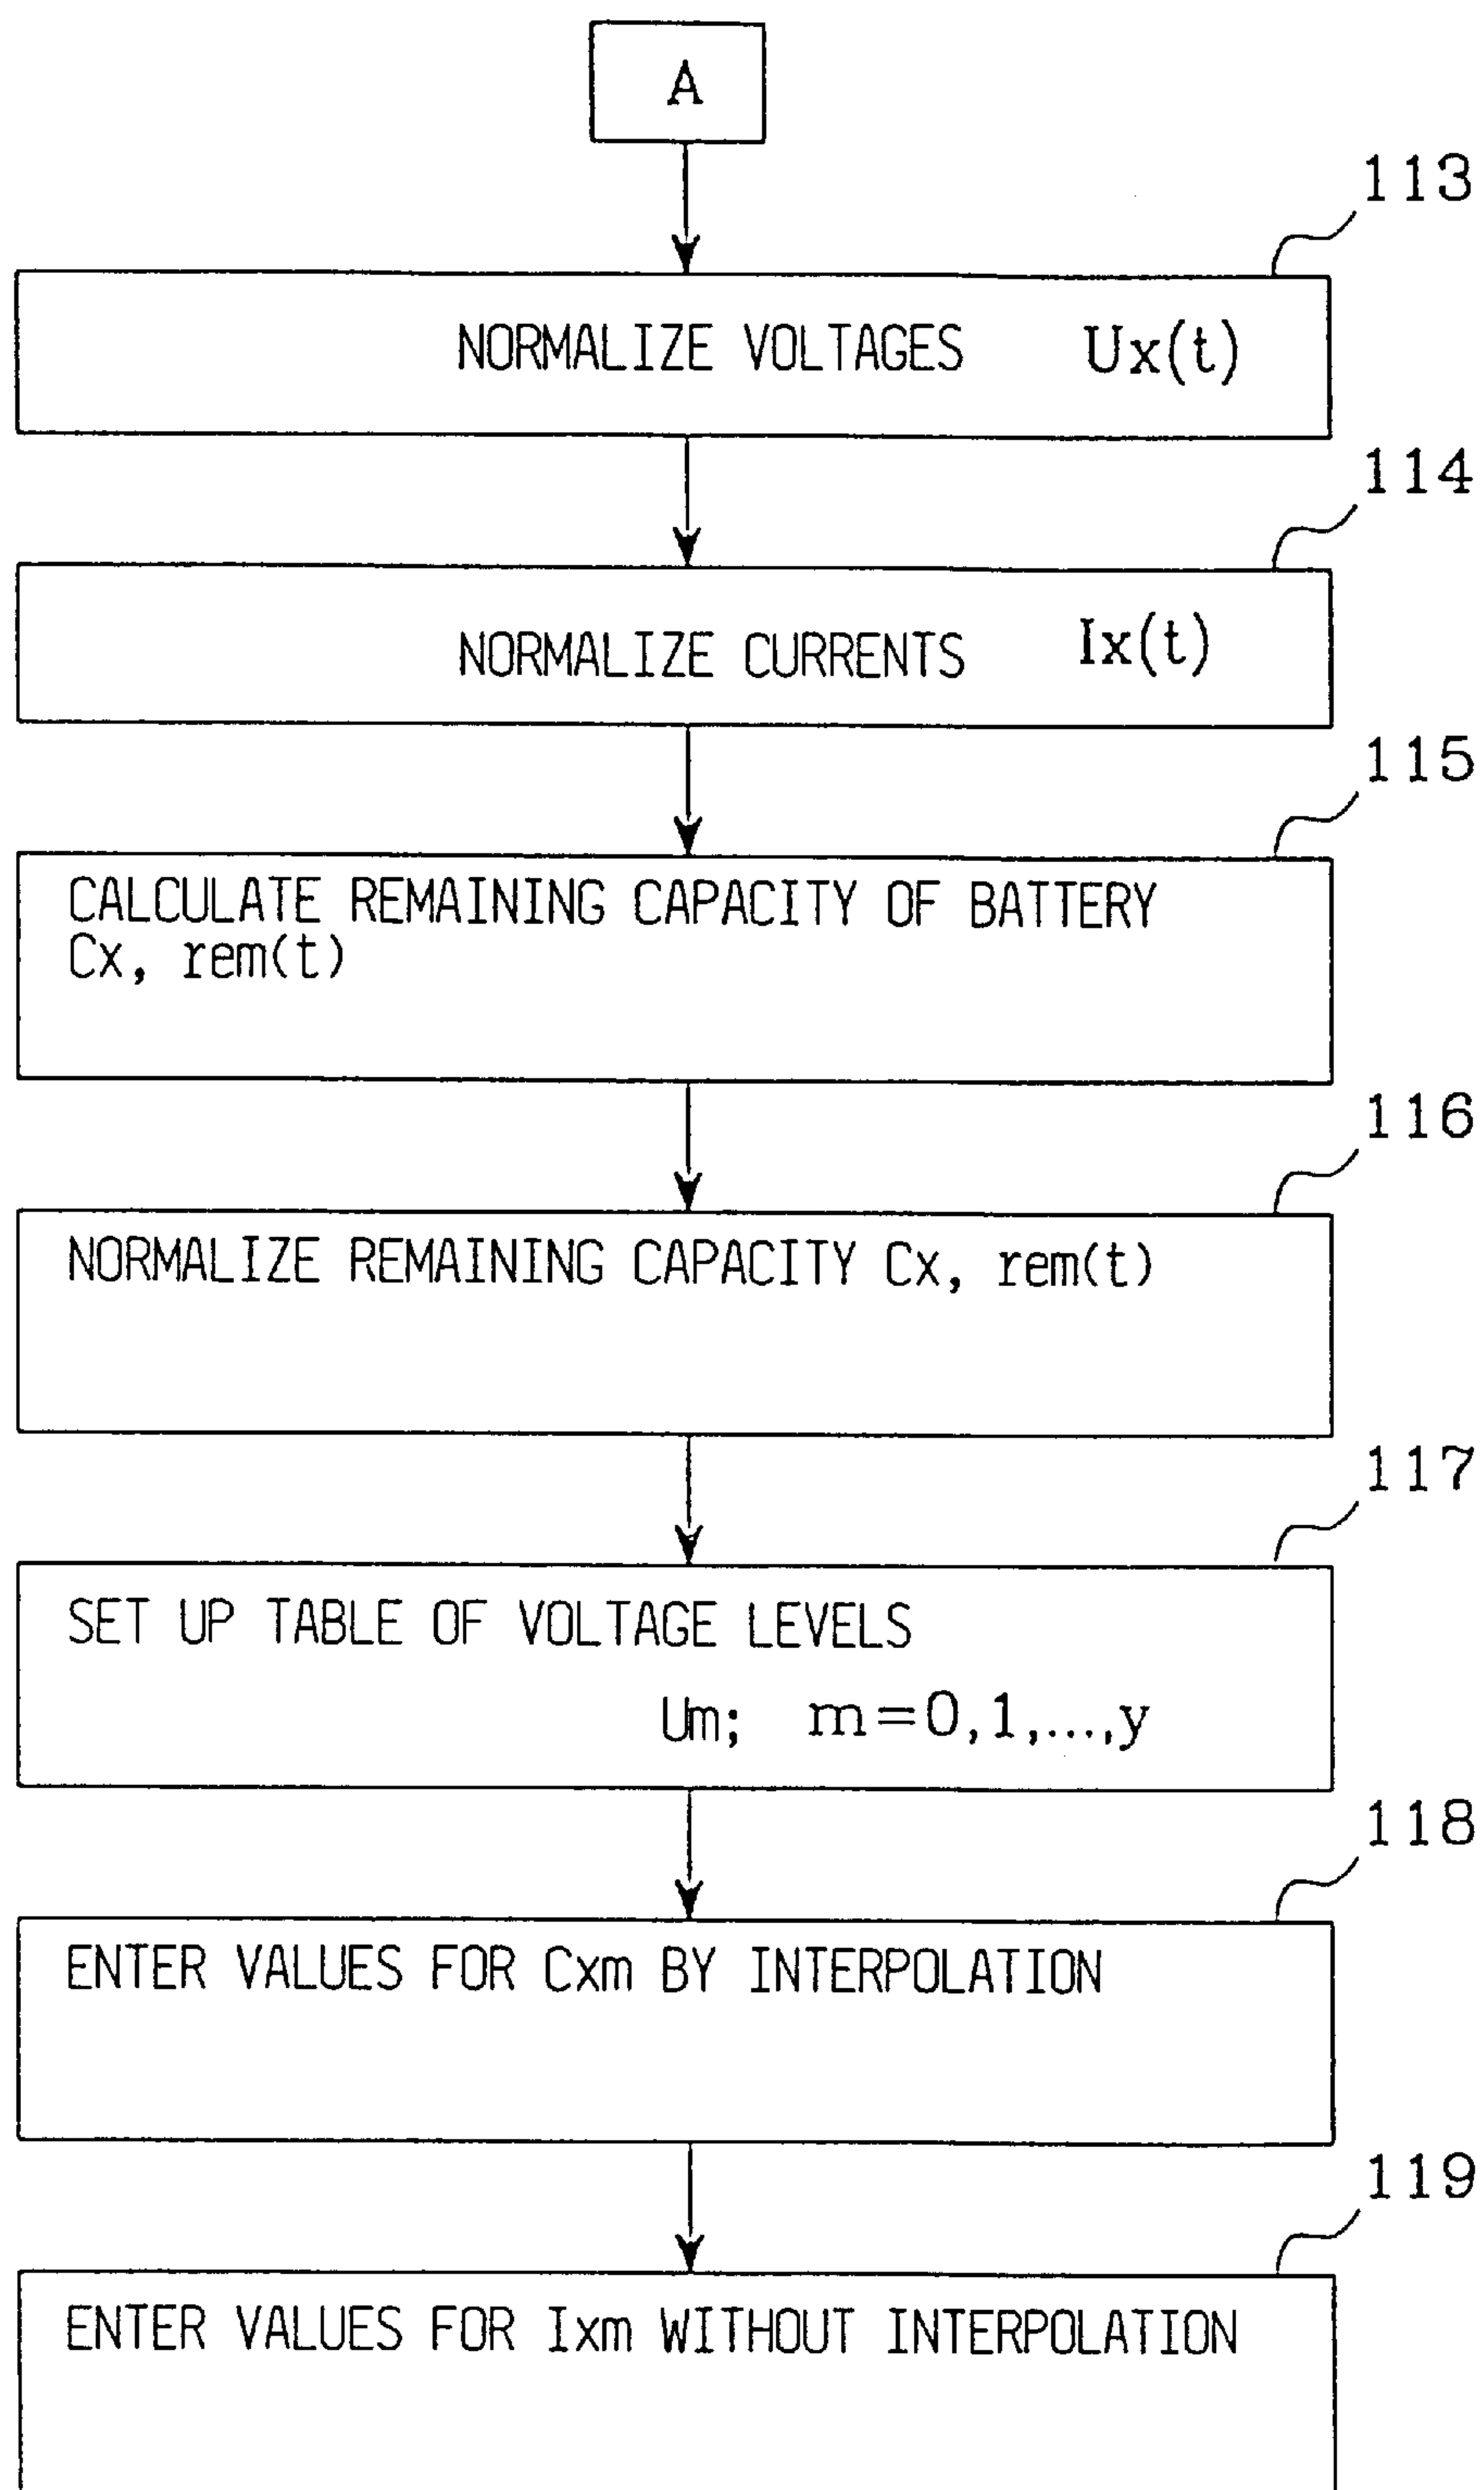 A
113
NORMALIZE VOLTAGES Ux(t)
114
NORMALIZE CURRENTS Ix(t)
115
CALCULATE REMAINING CAPACITY OF BATTERY
Cx, rem(t)
116
NORMALIZE REMAINING CAPACITY Cx, rem(t)
117
SET UP TABLE OF VOLTAGE LEVELS
Um; m=0,1,...,y
118
ENTER VALUES FOR Cxm BY INTERPOLATION
119
ENTER VALUES FOR Ixm WITHOUT INTERPOLATION